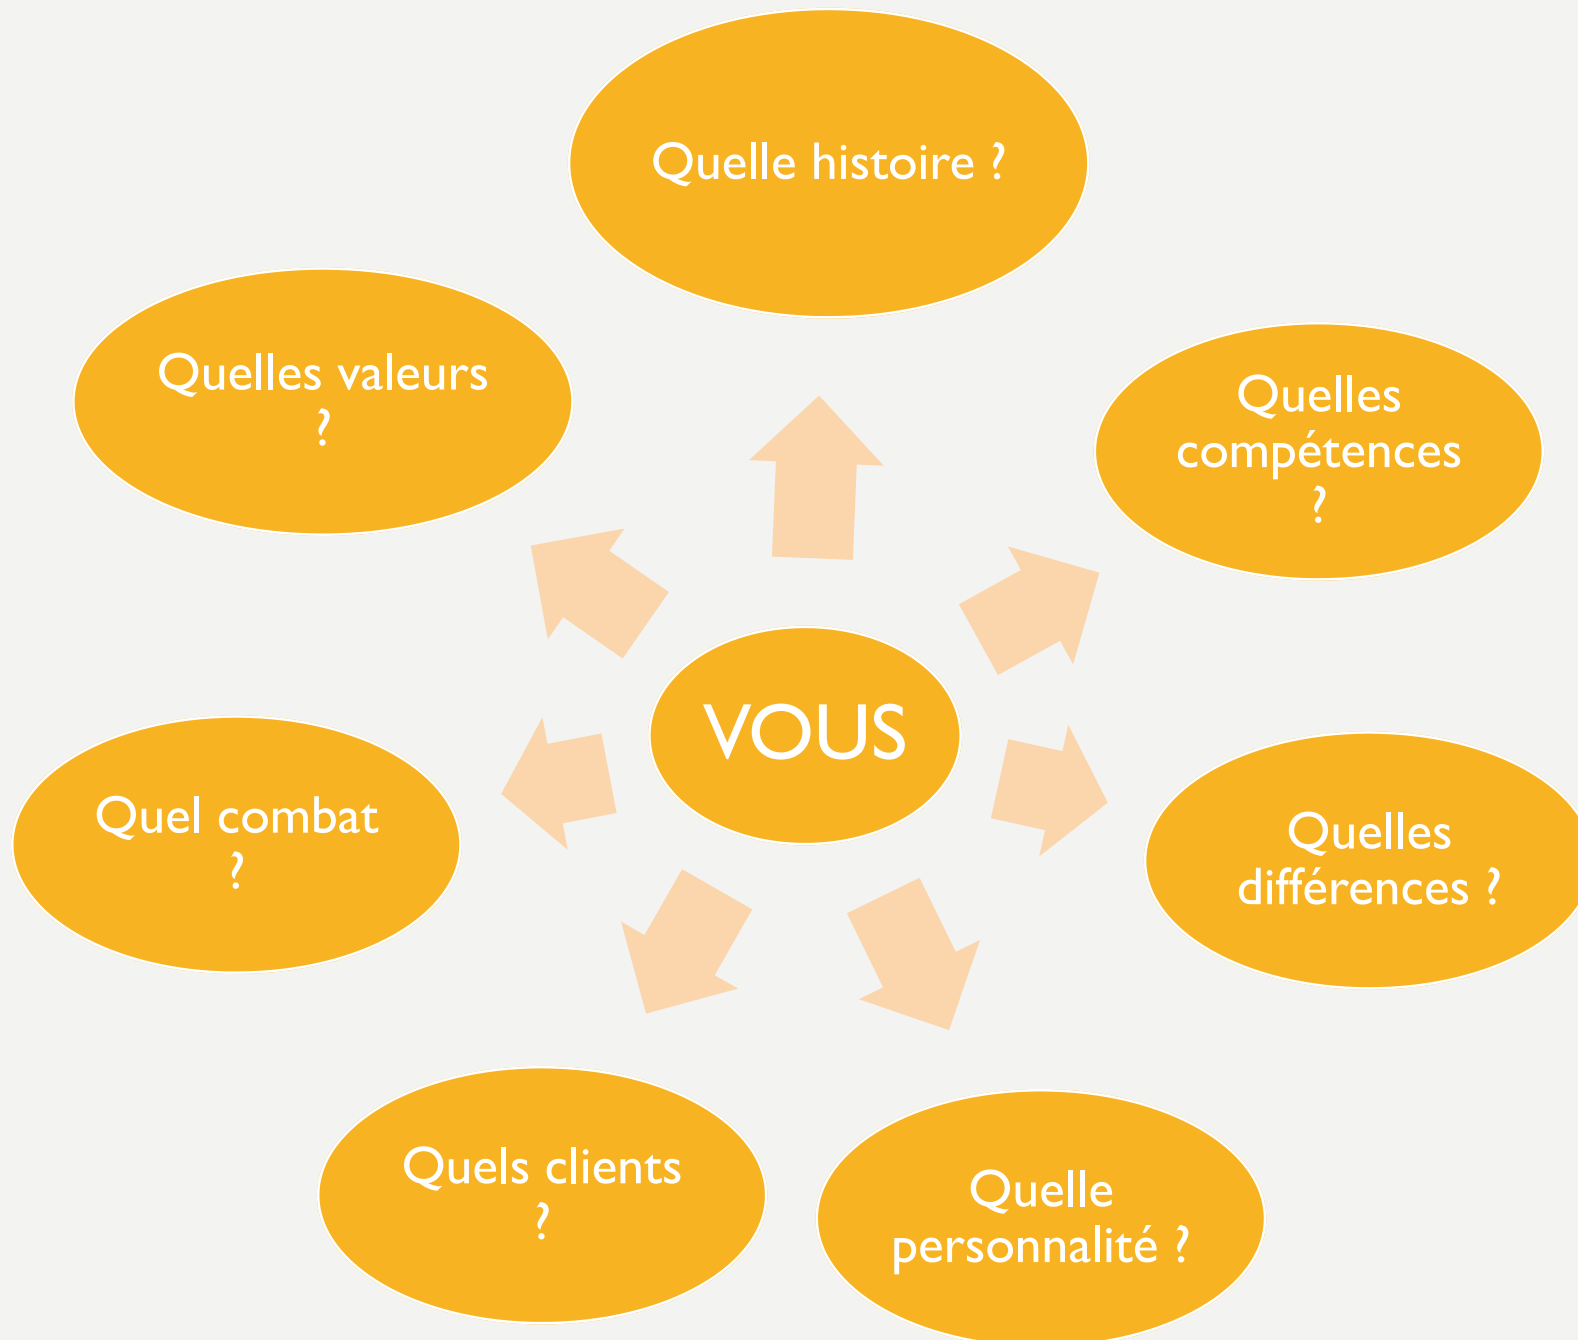 Quelle histoire ?
Quelles valeurs
?
Quelles
compétences
?
VOUS
Quel combat
?
Quelles
différences ?
Quels clients
?
Quelle
personnalité ?